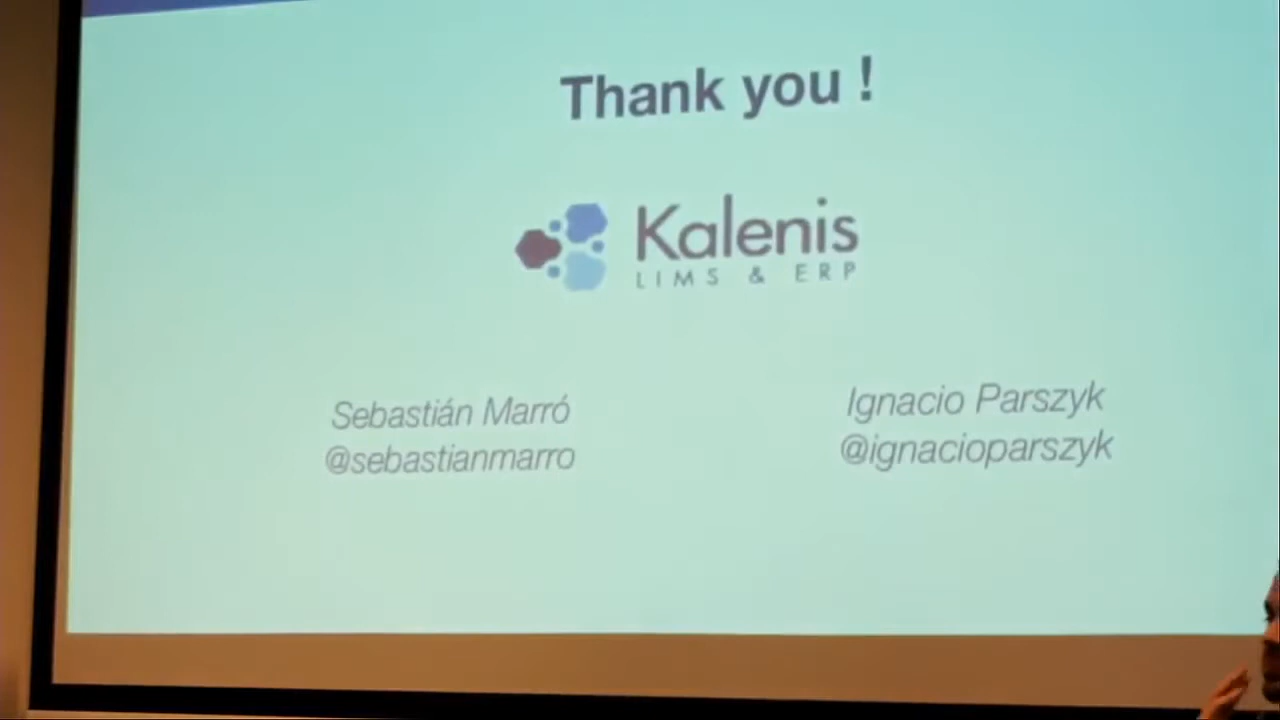 Thank you !
Kalenis
LIMS & ERP
Sebastián Marró
@sebastianmarro
Ignacio Parszyk
@ignacioparszyk